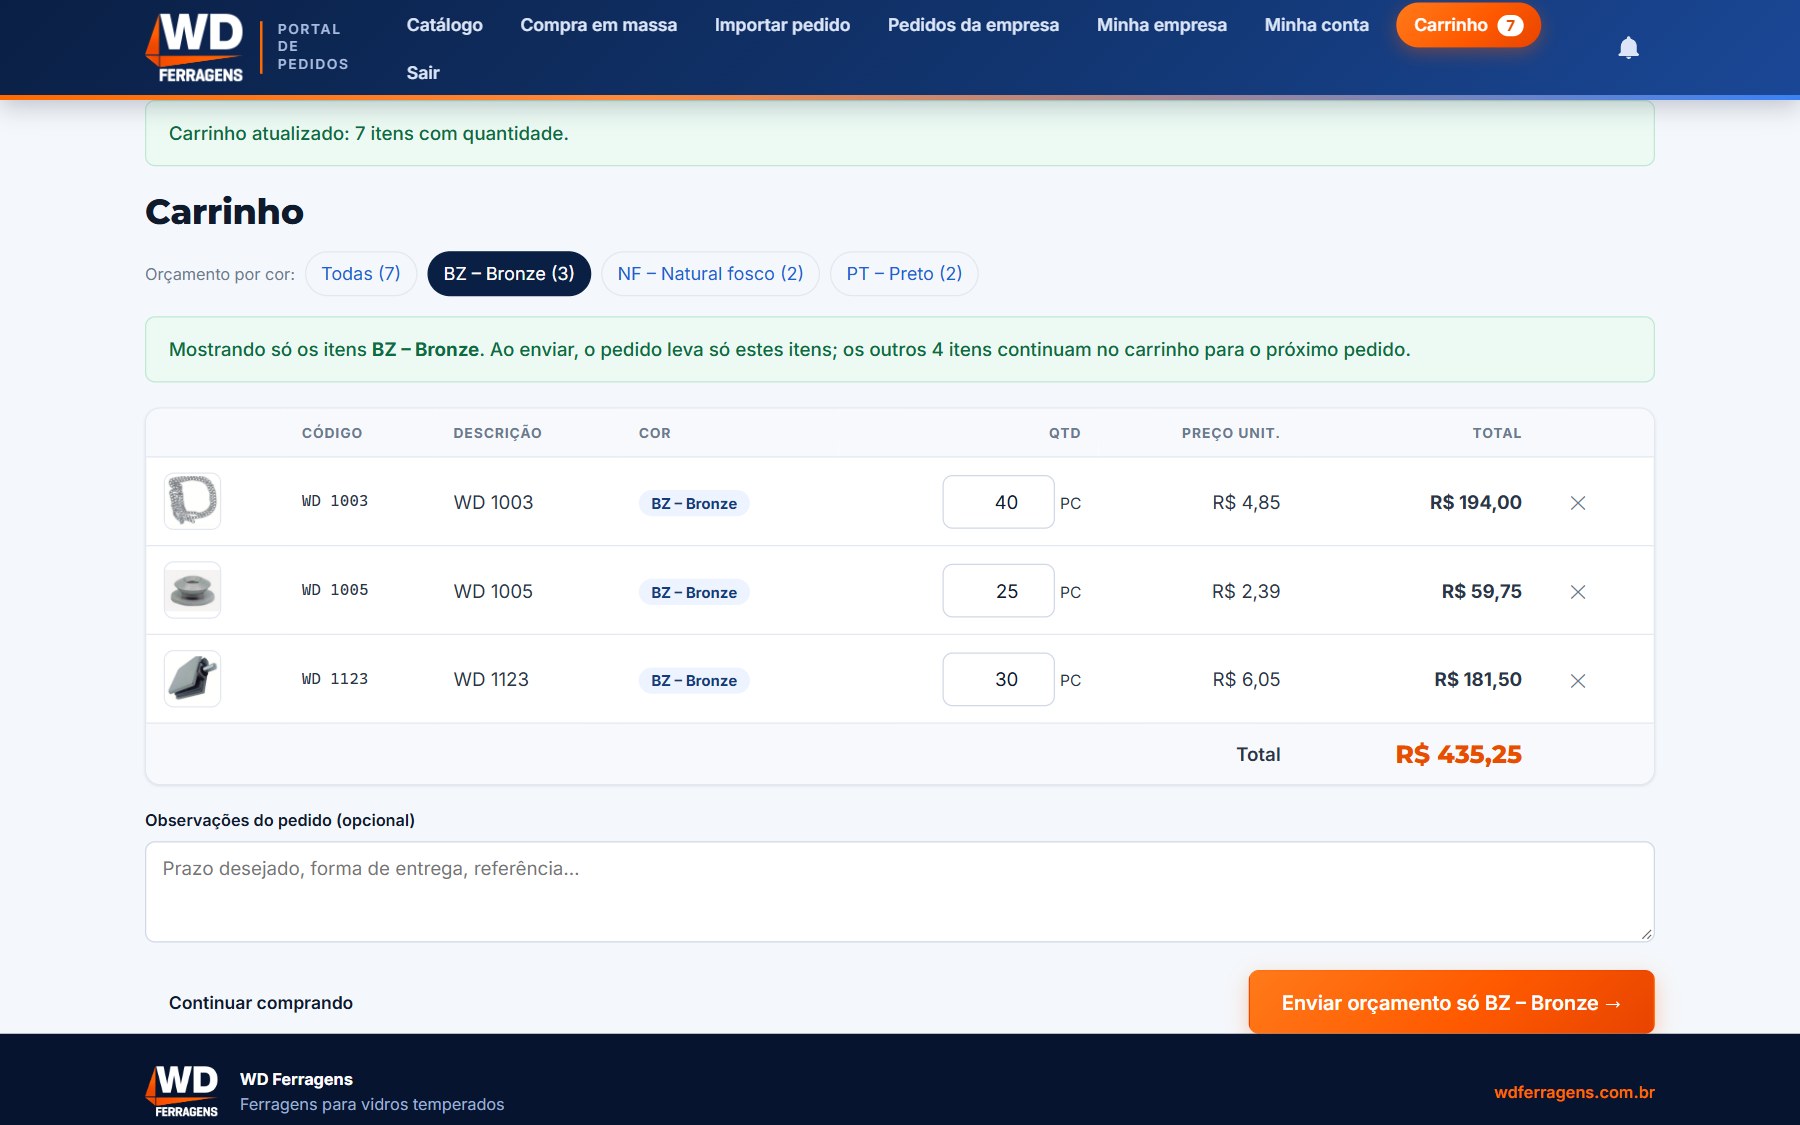 WD
FERRAGENS
PORTAL
DE
PEDIDOS
Catálogo Compra em massa Importar pedido Pedidos da empresa Minha empresa Minha conta Carrinho 7
Sair
Carrinho atualizado: 7 itens com quantidade.
Carrinho
Orçamento por cor: Todas (7) BZ – Bronze (3) NF – Natural fosco (2) PT – Preto (2)
Mostrando só os itens BZ – Bronze. Ao enviar, o pedido leva só estes itens; os outros 4 itens continuam no carrinho para o próximo pedido.
CÓDIGO DESCRIÇÃO COR QTD PREÇO UNIT. TOTAL
WD 1003 WD 1003 BZ – Bronze 40 PC R$ 4,85 R$ 194,00
WD 1005 WD 1005 BZ – Bronze 25 PC R$ 2,39 R$ 59,75
WD 1123 WD 1123 BZ – Bronze 30 PC R$ 6,05 R$ 181,50
Total R$ 435,25
Observações do pedido (opcional)
Prazo desejado, forma de entrega, referência...
Continuar comprando Enviar orçamento só BZ – Bronze →
WD
FERRAGENS
WD Ferragens
Ferragens para vidros temperados
wdferragens.com.br